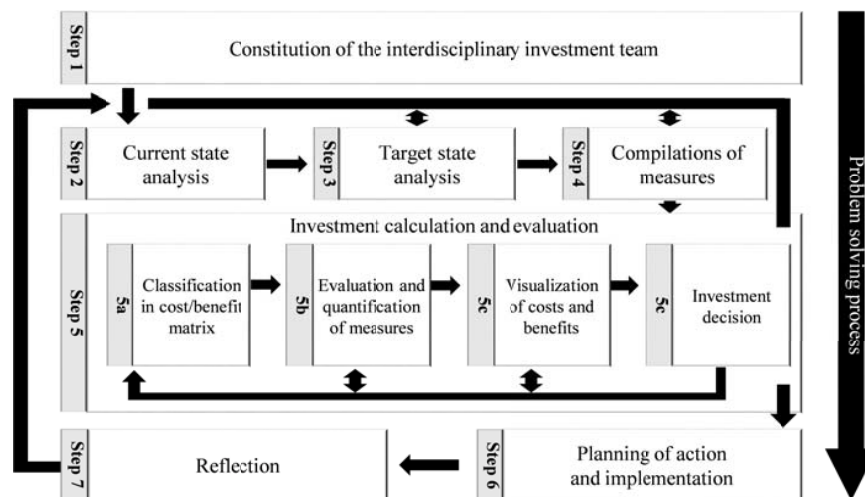 Step 1
Constitution of the interdisciplinary investment team
Step 2
Current state
analysis
Step 3
Target state
analysis
Step 4
Compilations of
measures
Step 5
Investment calculation and evaluation
5a
Classification
in cost/benefit
matrix
5b
Evaluation and
quantification
of measures
5c
Visualization
of costs and
benefits
5c
Investment
decision
Step 7
Reflection
Step 6
Planning of action
and implementation
Problem solving process